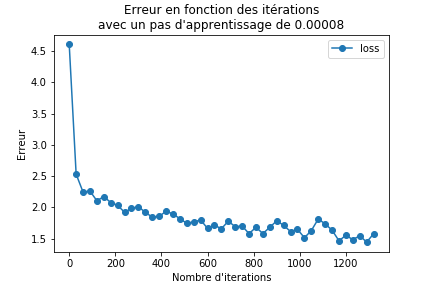 Erreur en fonction des itérations
avec un pas d'apprentissage de 0.00008
loss
4.5
4.0
3.5
3.0
2.5
2.0
1.5
Erreur
0 200 400 600 800 1000 1200
Nombre d'iterations